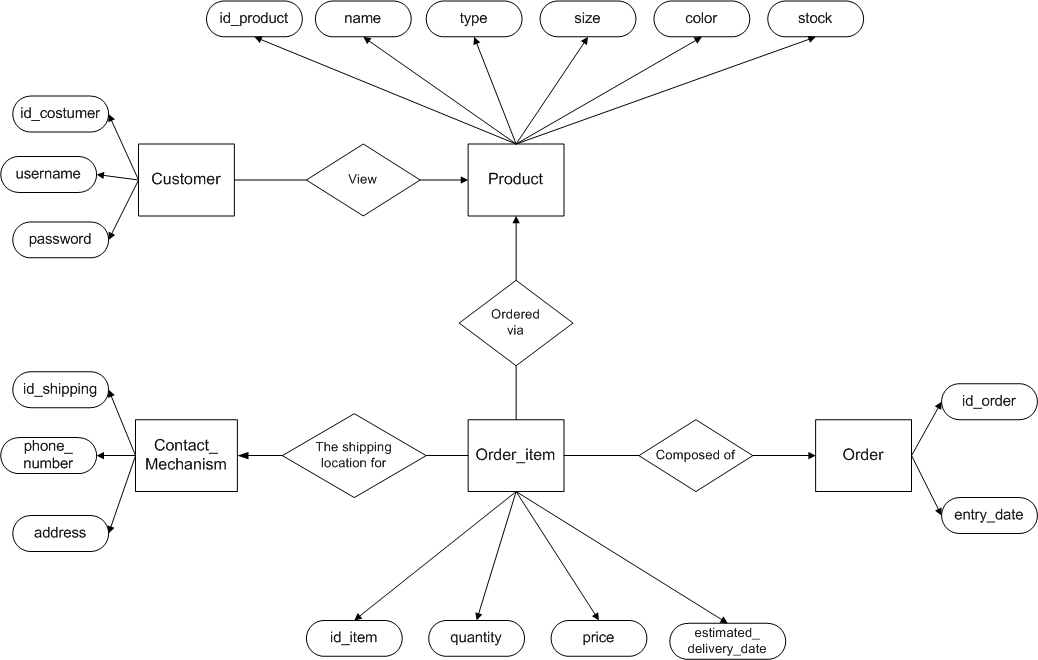 id_product
name
type
size
color
stock
id_costumer
username
password
Customer
View
Product
Ordered
via
id_shipping
phone_
number
address
Contact_
Mechanism
The shipping
location for
Order_item
Composed of
Order
id_order
entry_date
id_item
quantity
price
estimated_
delivery_date